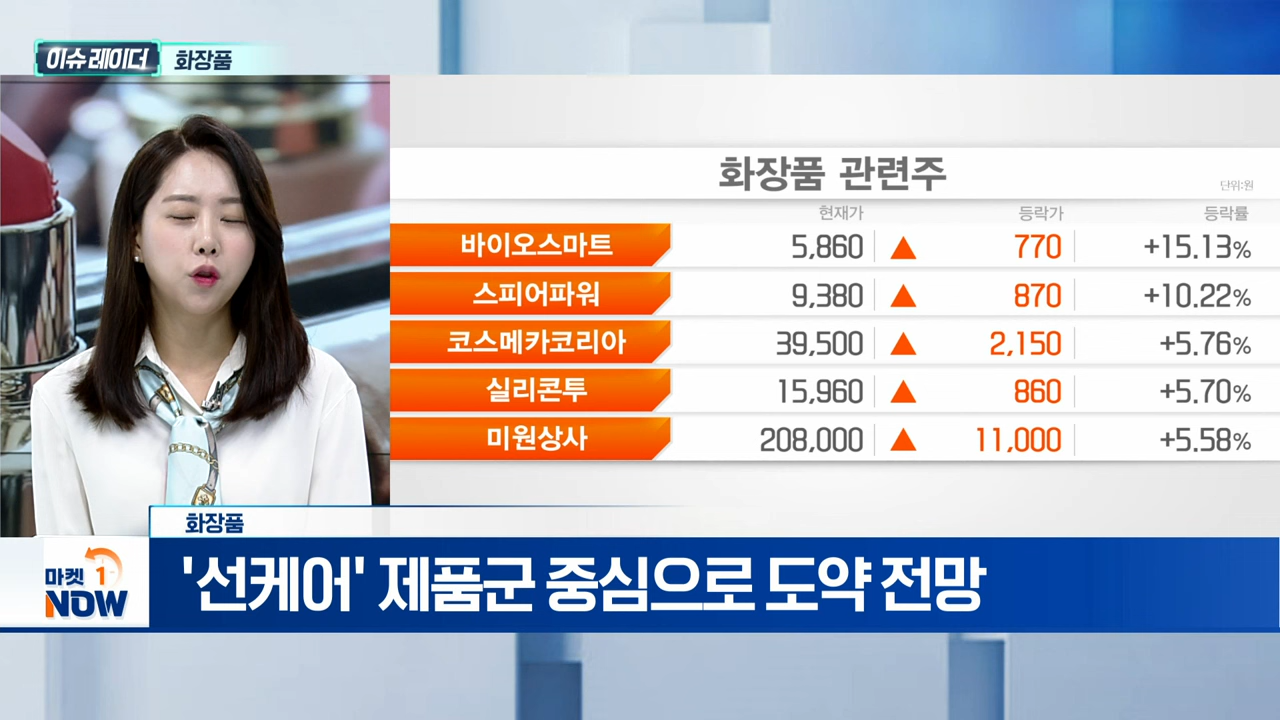 이슈레이더 화장품
화장품 관련주
단위:원
현재가 등락가 등락률
바이오스마트 5,860 ▲ 770 +15.13%
스피어파워 9,380 ▲ 870 +10.22%
코스메카코리아 39,500 ▲ 2,150 +5.76%
실리콘투 15,960 ▲ 860 +5.70%
미원상사 208,000 ▲ 11,000 +5.58%
화장품
마켓 1
NOW
'선케어' 제품군 중심으로 도약 전망